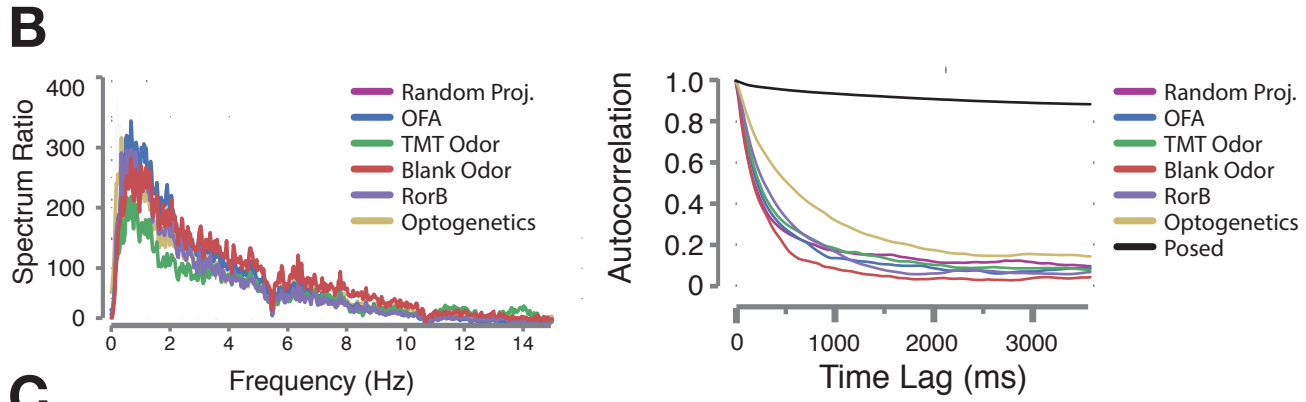 B
Spectrum Ratio
400
300
200
100
0
0 2 4 6 8 10 12 14
Frequency (Hz)
Random Proj.
OFA
TMT Odor
Blank Odor
RorB
Optogenetics
Autocorrelation
1.0
0.8
0.6
0.4
0.2
0
0 1000 2000 3000
Time Lag (ms)
Random Proj.
OFA
TMT Odor
Blank Odor
RorB
Optogenetics
Posed
C